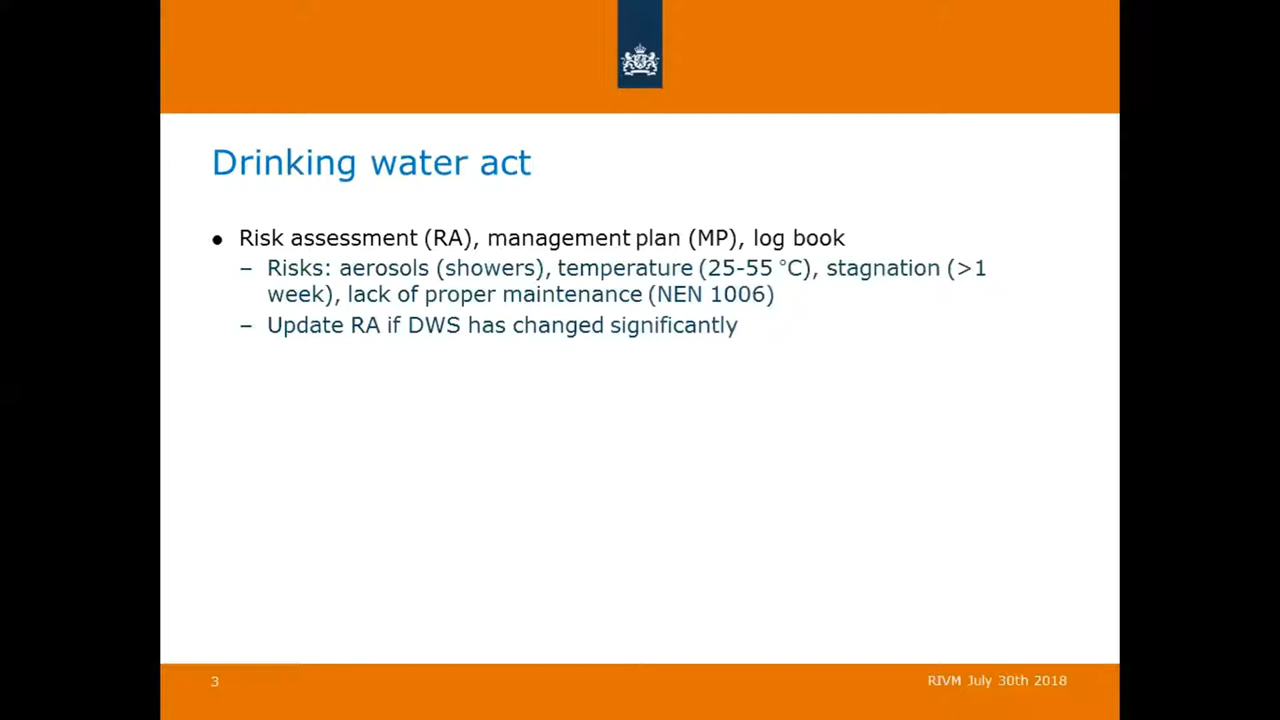 Drinking water act
● Risk assessment (RA), management plan (MP), log book
– Risks: aerosols (showers), temperature (25-55 °C), stagnation (>1
week), lack of proper maintenance (NEN 1006)
– Update RA if DWS has changed significantly
3
RIVM July 30th 2018